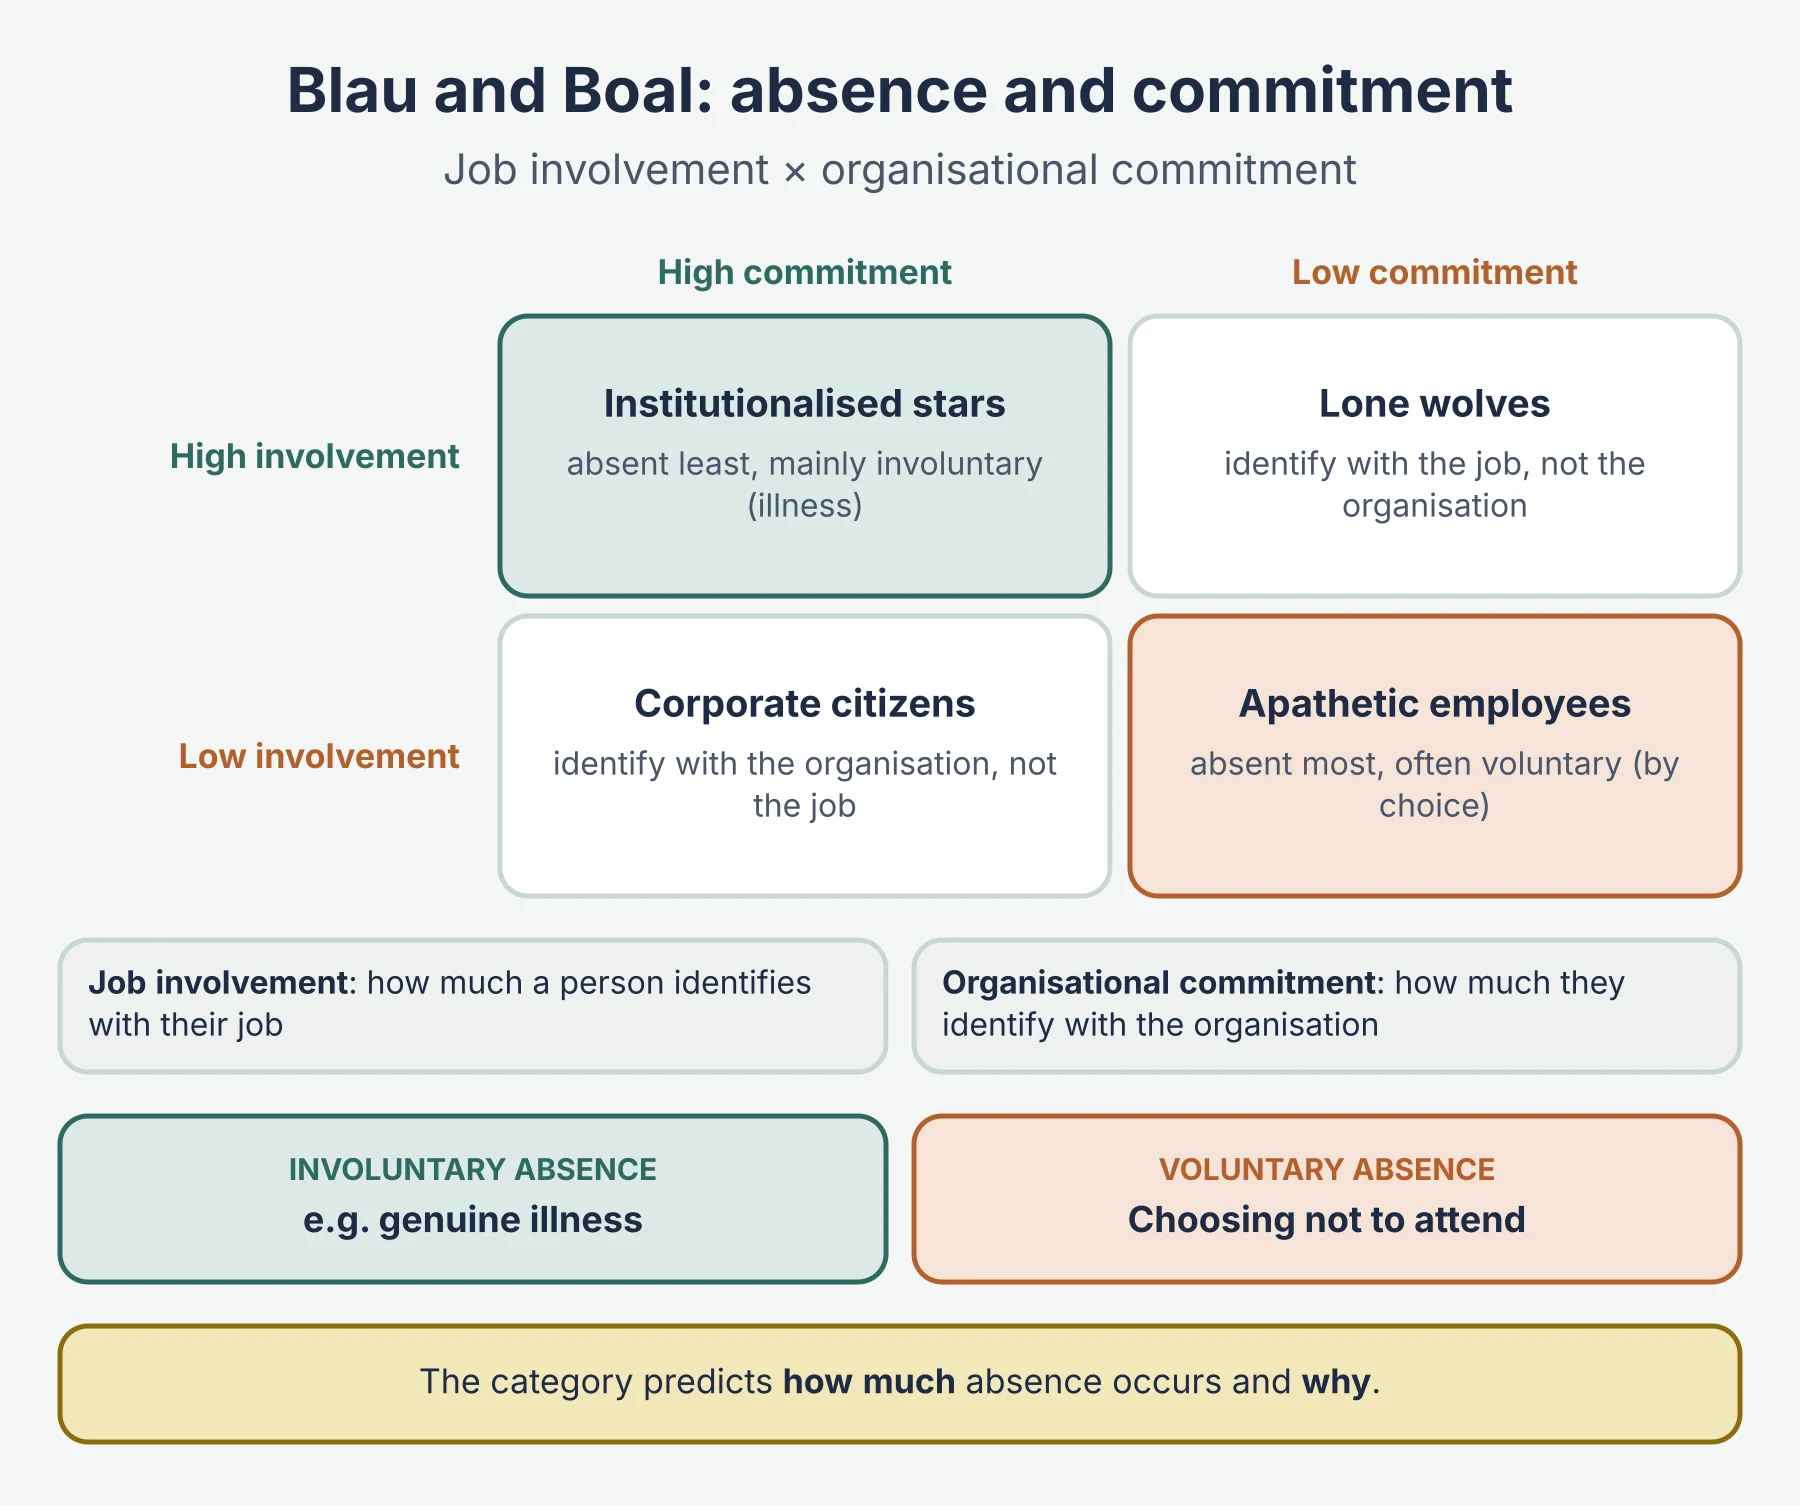 Blau and Boal: absence and commitment
Job involvement × organisational commitment
High commitment
Low commitment
High involvement
Institutionalised stars
absent least, mainly involuntary
(illness)
Lone wolves
identify with the job, not the
organisation
Low involvement
Corporate citizens
identify with the organisation, not
the job
Apathetic employees
absent most, often voluntary (by
choice)
Job involvement: how much a person identifies
with their job
Organisational commitment: how much they
identify with the organisation
INVOLUNTARY ABSENCE
e.g. genuine illness
VOLUNTARY ABSENCE
Choosing not to attend
The category predicts how much absence occurs and why.